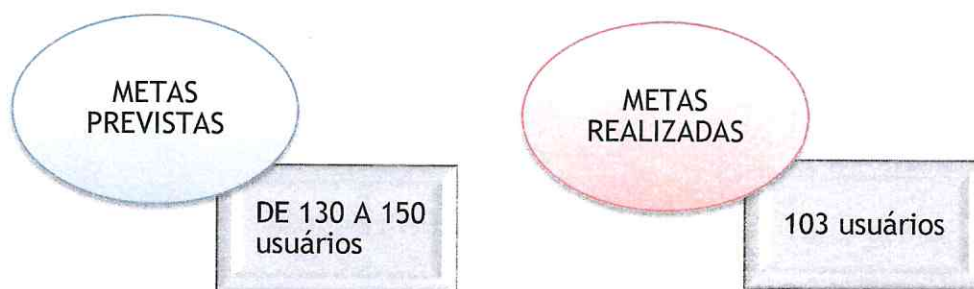 METAS
PREVISTAS
DE 130 A 150
usuários
METAS
REALIZADAS
103 usuários